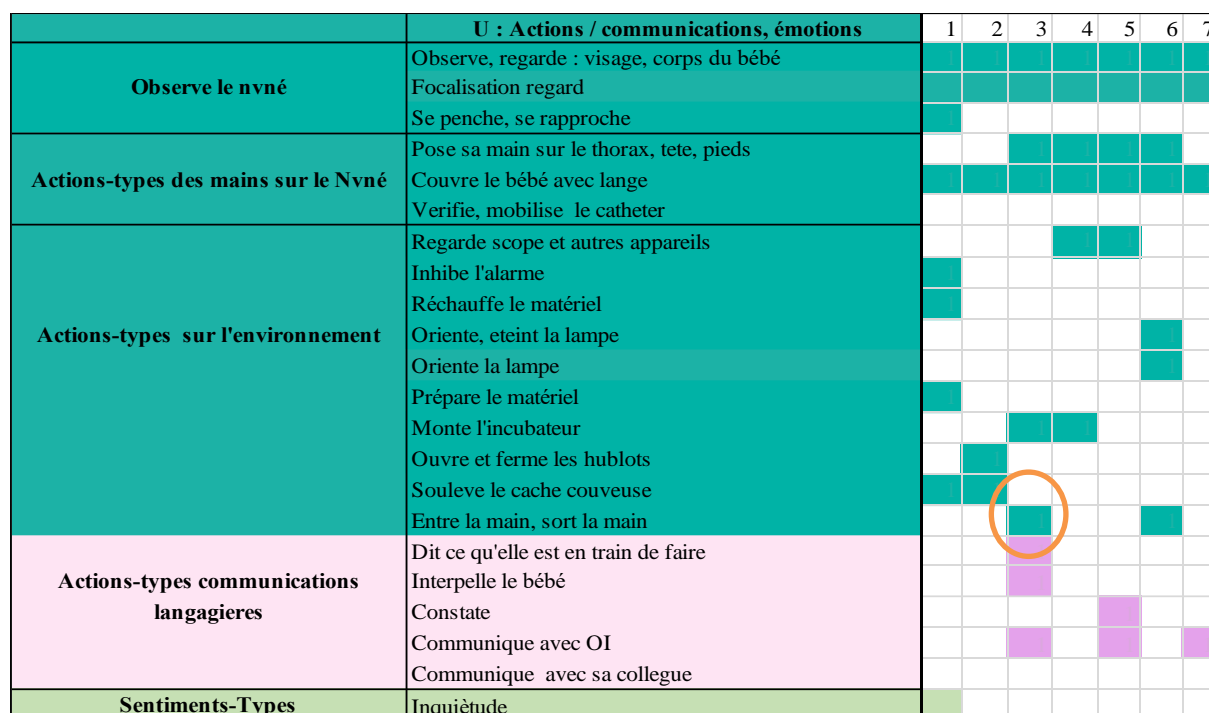 U : Actions / communications, émotions 1 2 3 4 5 6 7
Observe le nvné
Observe, regarde : visage, corps du bébé
Focalisation regard
Se penche, se rapproche
Actions-types des mains sur le Nvné
Pose sa main sur le thorax, tete, pieds
Couvre le bébé avec lange
Verifie, mobilise le catheter
Actions-types sur l'environnement
Regarde scope et autres appareils
Inhibe l'alarme
Réchauffe le matériel
Oriente, eteint la lampe
Oriente la lampe
Prépare le matériel
Monte l'incubateur
Ouvre et ferme les hublots
Souleve le cache couveuse
Entre la main, sort la main
Actions-types communications
langagieres
Dit ce qu'elle est en train de faire
Interpelle le bébé
Constate
Communique avec OI
Communique avec sa collegue
Sentiments-Types
Inquiètude